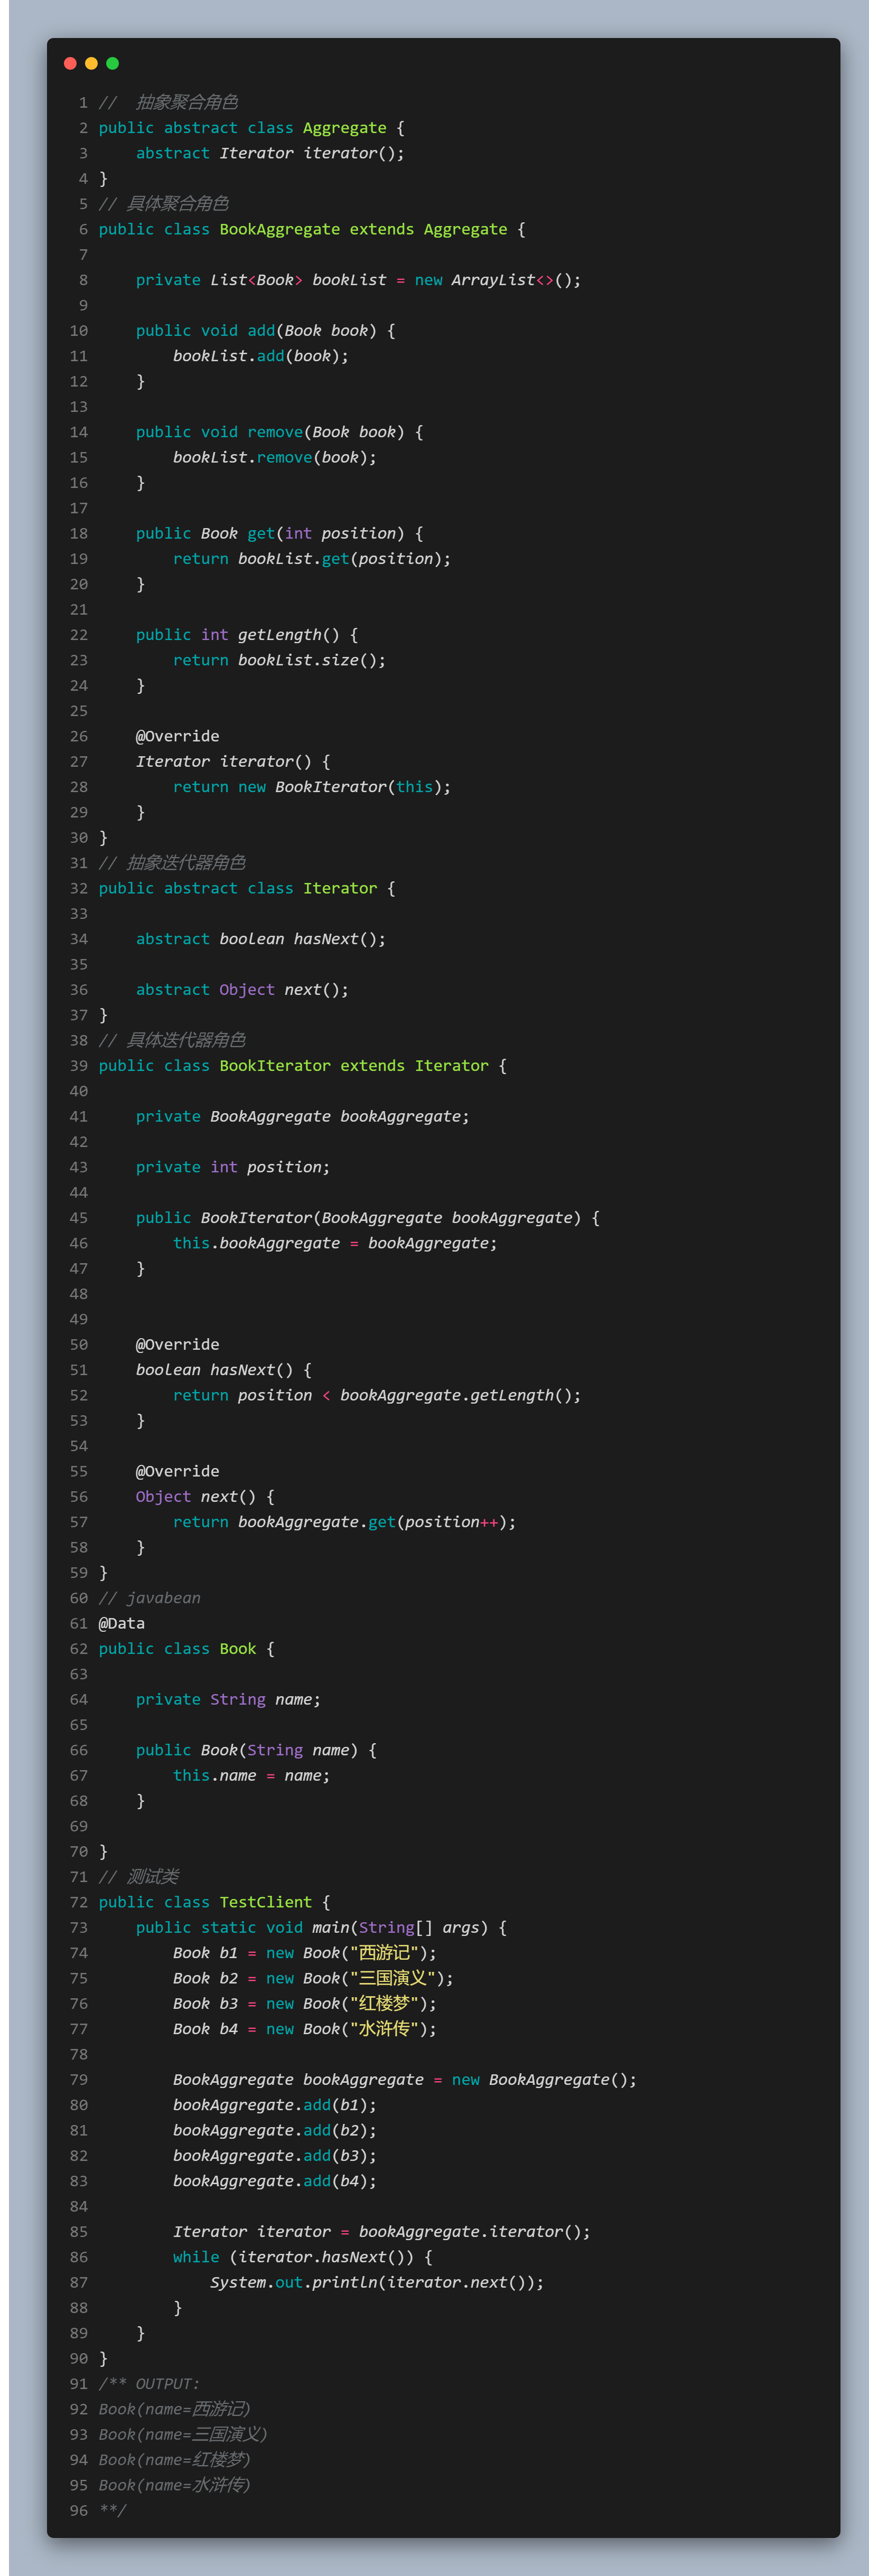 1 //  抽象聚合角色
2 public abstract class Aggregate {
3     abstract Iterator iterator();
4 }
5 // 具体聚合角色
6 public class BookAggregate extends Aggregate {
7
8     private List<Book> bookList = new ArrayList<>();
9
10     public void add(Book book) {
11         bookList.add(book);
12     }
13
14     public void remove(Book book) {
15         bookList.remove(book);
16     }
17
18     public Book get(int position) {
19         return bookList.get(position);
20     }
21
22     public int getLength() {
23         return bookList.size();
24     }
25
26     @Override
27     Iterator iterator() {
28         return new BookIterator(this);
29     }
30 }
31 // 抽象迭代器角色
32 public abstract class Iterator {
33
34     abstract boolean hasNext();
35
36     abstract Object next();
37 }
38 // 具体迭代器角色
39 public class BookIterator extends Iterator {
40
41     private BookAggregate bookAggregate;
42
43     private int position;
44
45     public BookIterator(BookAggregate bookAggregate) {
46         this.bookAggregate = bookAggregate;
47     }
48
49
50     @Override
51     boolean hasNext() {
52         return position < bookAggregate.getLength();
53     }
54
55     @Override
56     Object next() {
57         return bookAggregate.get(position++);
58     }
59 }
60 // javabean
61 @Data
62 public class Book {
63
64     private String name;
65
66     public Book(String name) {
67         this.name = name;
68     }
69
70 }
71 // 测试类
72 public class TestClient {
73     public static void main(String[] args) {
74         Book b1 = new Book("西游记");
75         Book b2 = new Book("三国演义");
76         Book b3 = new Book("红楼梦");
77         Book b4 = new Book("水浒传");
78
79         BookAggregate bookAggregate = new BookAggregate();
80         bookAggregate.add(b1);
81         bookAggregate.add(b2);
82         bookAggregate.add(b3);
83         bookAggregate.add(b4);
84
85         Iterator iterator = bookAggregate.iterator();
86         while (iterator.hasNext()) {
87             System.out.println(iterator.next());
88         }
89     }
90 }
91 /** OUTPUT:
92 Book(name=西游记)
93 Book(name=三国演义)
94 Book(name=红楼梦)
95 Book(name=水浒传)
96 **/